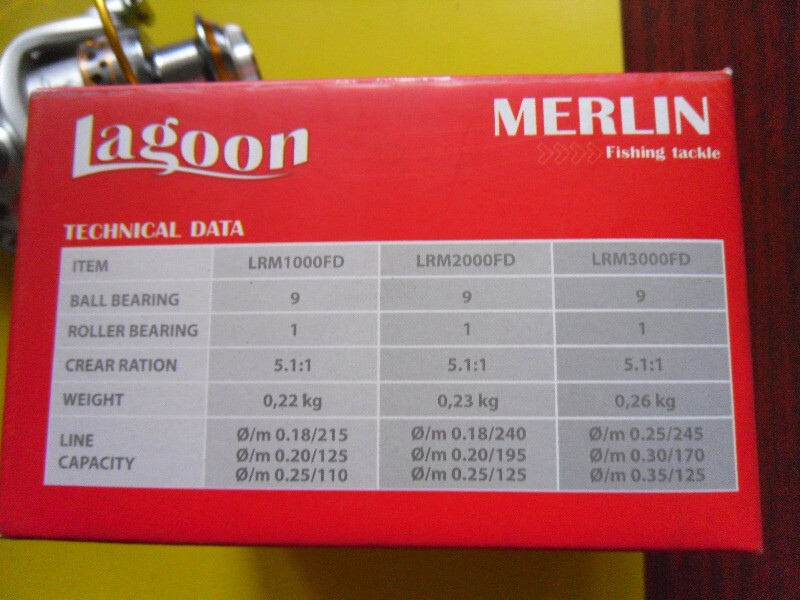 Lagoon
MERLIN
Fishing tackle
TECHNICAL DATA
ITEM LRM1000FD LRM2000FD LRM3000FD
BALL BEARING 9 9 9
ROLLER BEARING 1 1 1
CREAR RATION 5.1:1 5.1:1 5.1:1
WEIGHT 0,22 kg 0,23 kg 0,26 kg
LINE CAPACITY
Ø/m 0.18/215 Ø/m 0.18/240 Ø/m 0.25/245
Ø/m 0.20/125 Ø/m 0.20/195 Ø/m 0.30/170
Ø/m 0.25/110 Ø/m 0.25/125 Ø/m 0.35/125